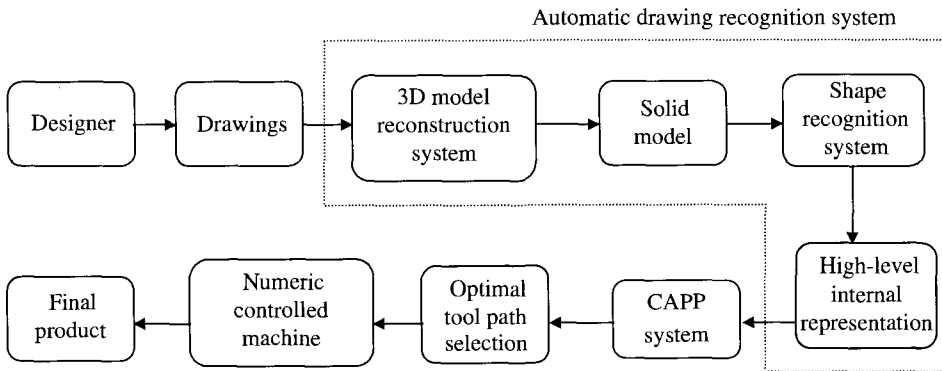 Automatic drawing recognition system
Designer
Drawings
3D model
reconstruction
system
Solid
model
Shape
recognition
system
High-level
internal
representation
CAPP
system
Optimal
tool path
selection
Numeric
controlled
machine
Final
product